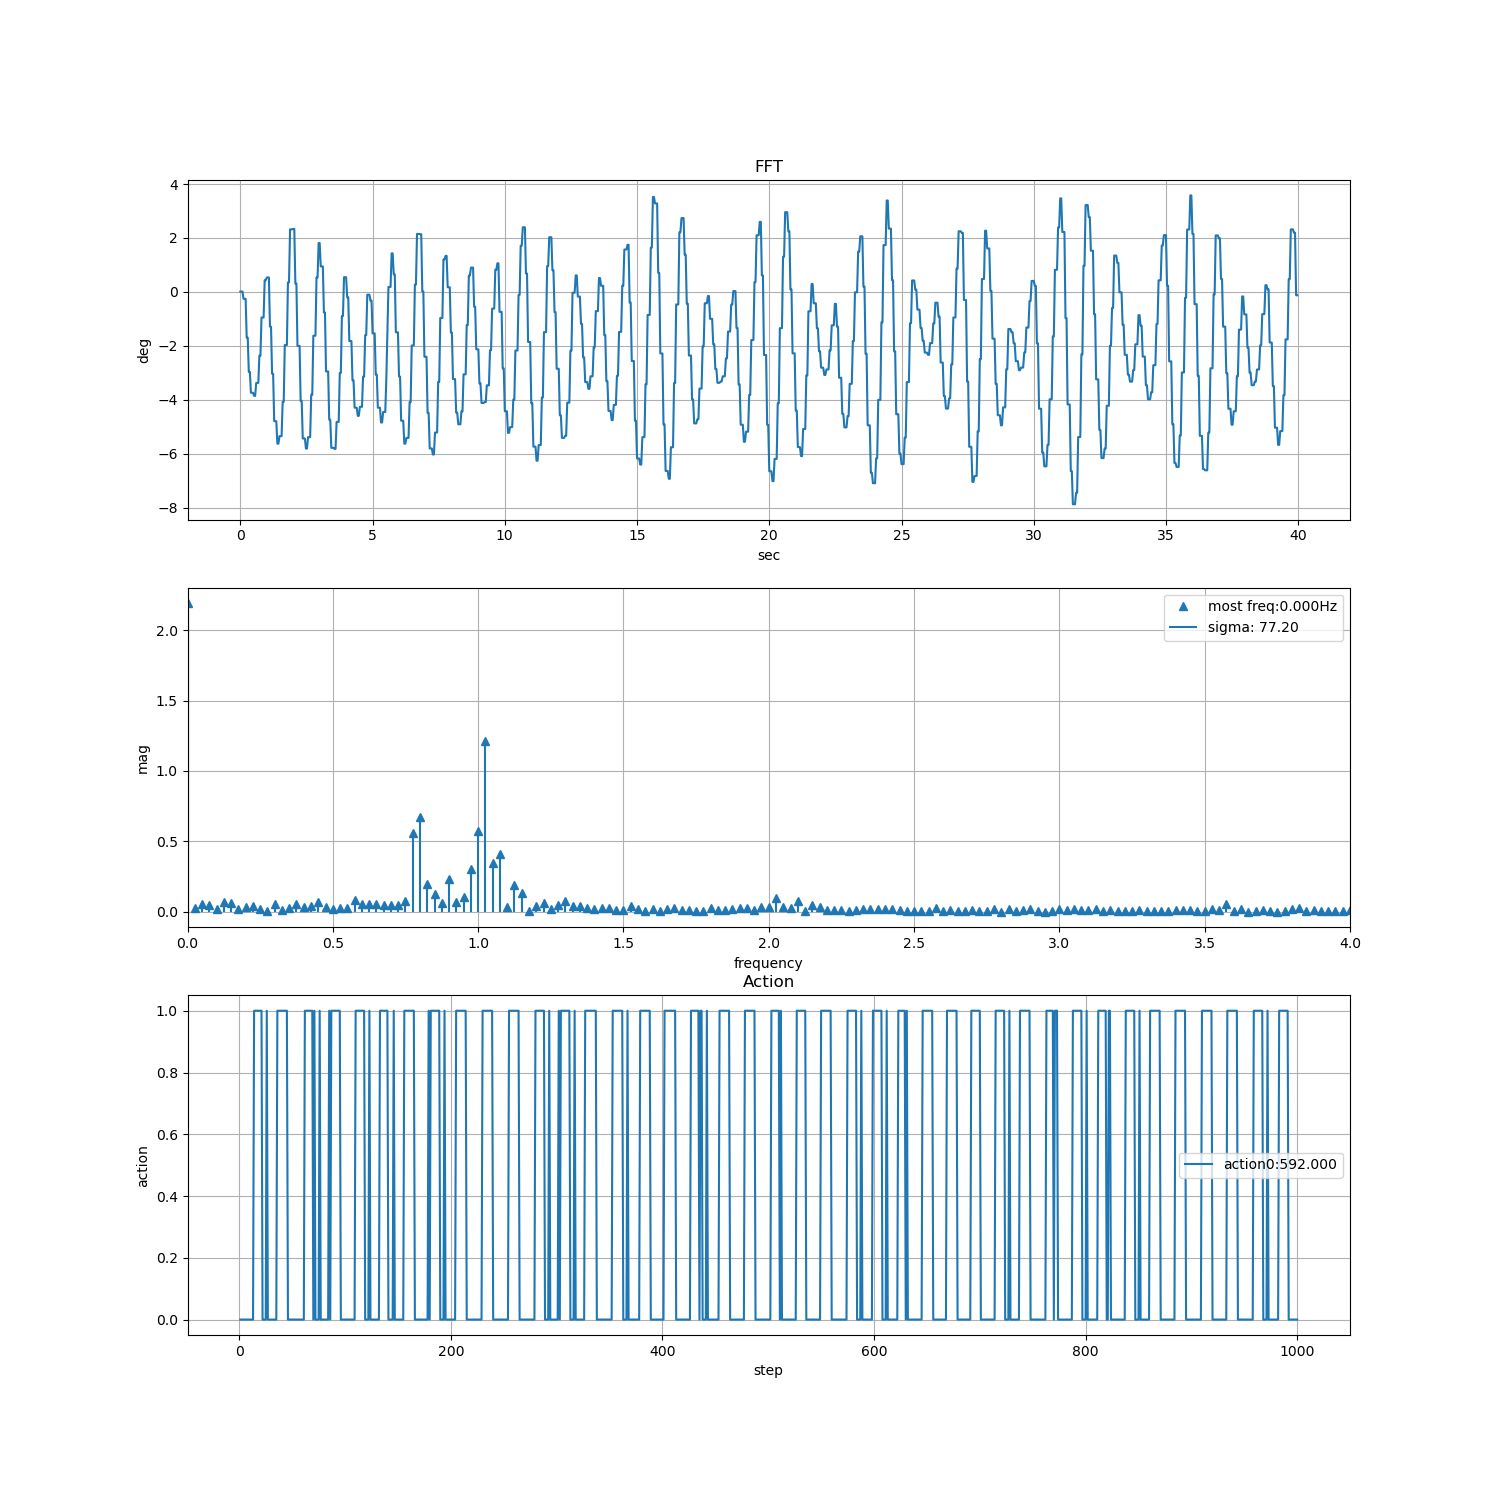 FFT
4
2
0
−2
−4
−6
−8
deg
0 5 10 15 20 25 30 35 40
sec
2.0
1.5
1.0
0.5
0.0
mag
most freq:0.000Hz
sigma: 77.20
0.0 0.5 1.0 1.5 2.0 2.5 3.0 3.5 4.0
frequency
Action
1.0
0.8
0.6
0.4
0.2
0.0
action
action0:592.000
0 200 400 600 800 1000
step